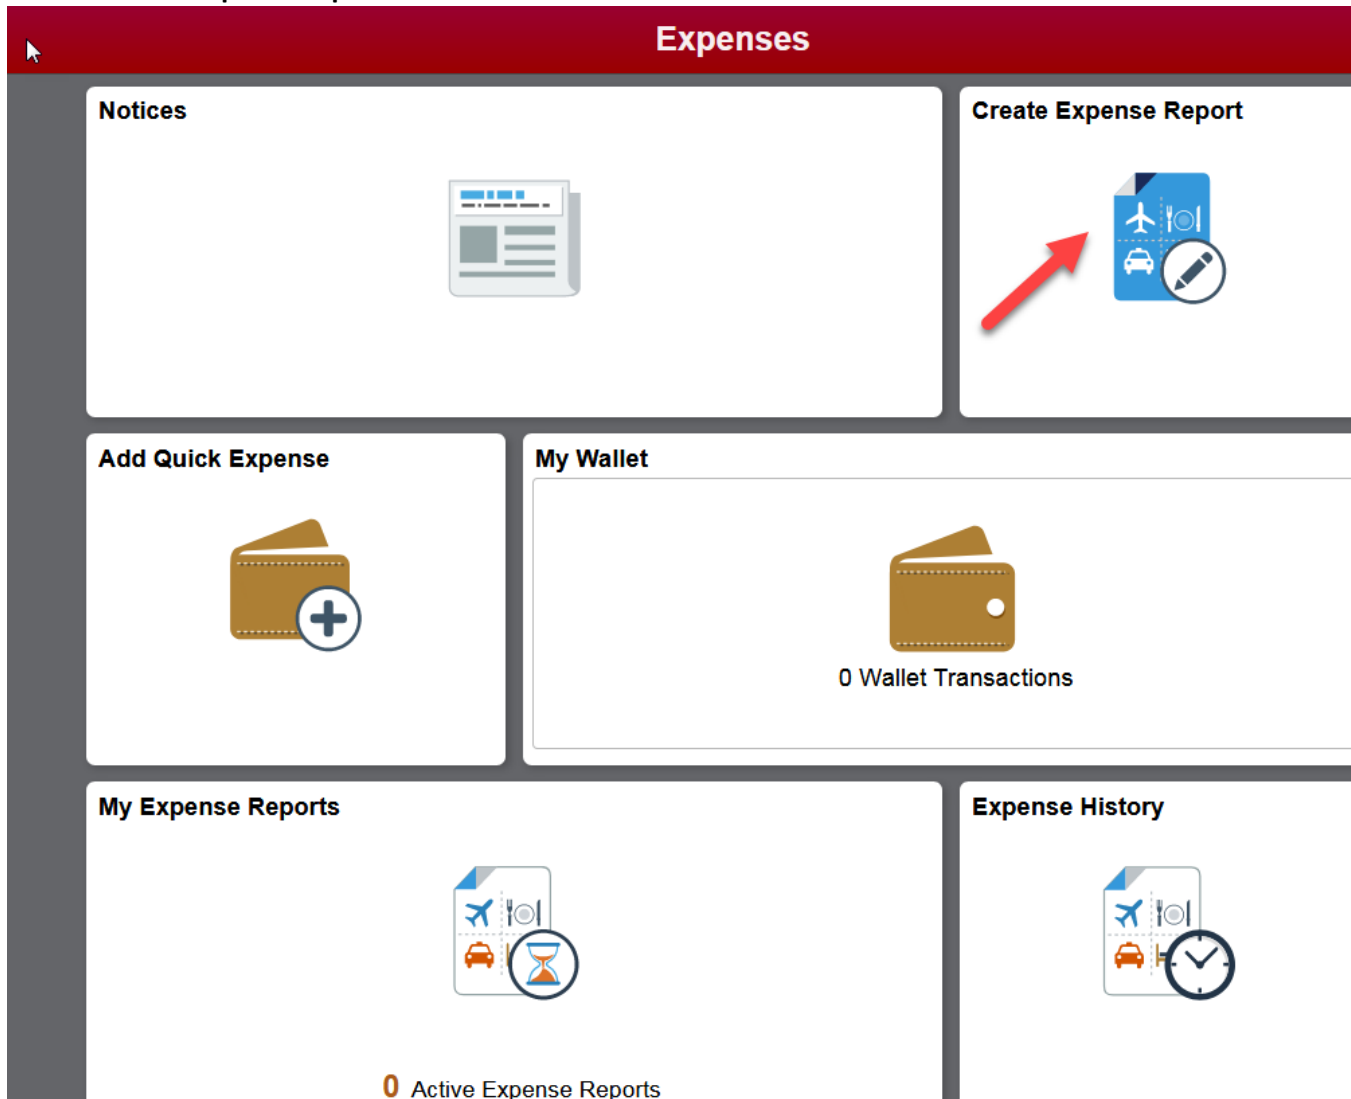 Expenses
Notices
Create Expense Report
Add Quick Expense
My Wallet
0 Wallet Transactions
My Expense Reports
Expense History
0 Active Expense Reports